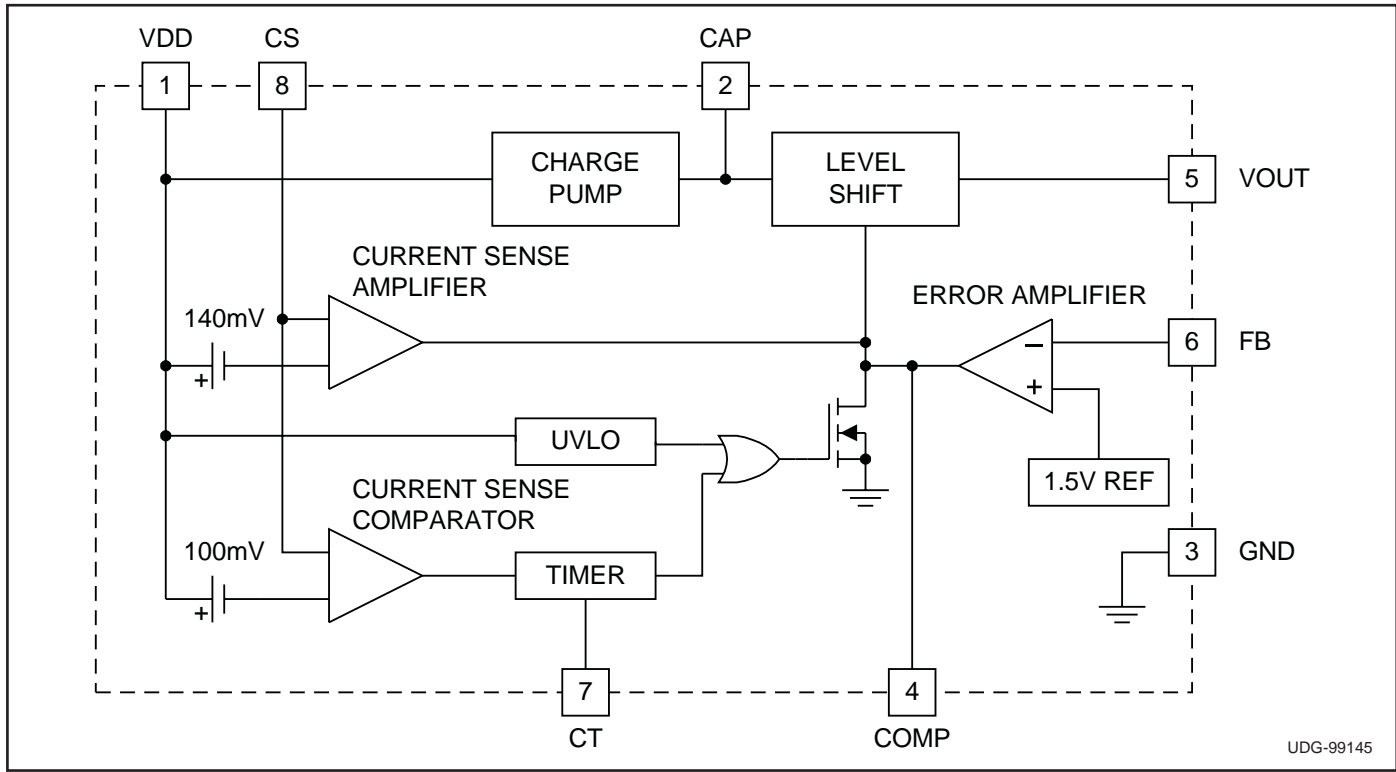 VDD
CS
CAP
1
8
2
CHARGE
PUMP
LEVEL
SHIFT
5
VOUT
CURRENT SENSE
AMPLIFIER
ERROR AMPLIFIER
140mV
+
–
+
6
FB
UVLO
1.5V REF
CURRENT SENSE
COMPARATOR
100mV
+
TIMER
3
GND
7
4
CT
COMP
UDG-99145